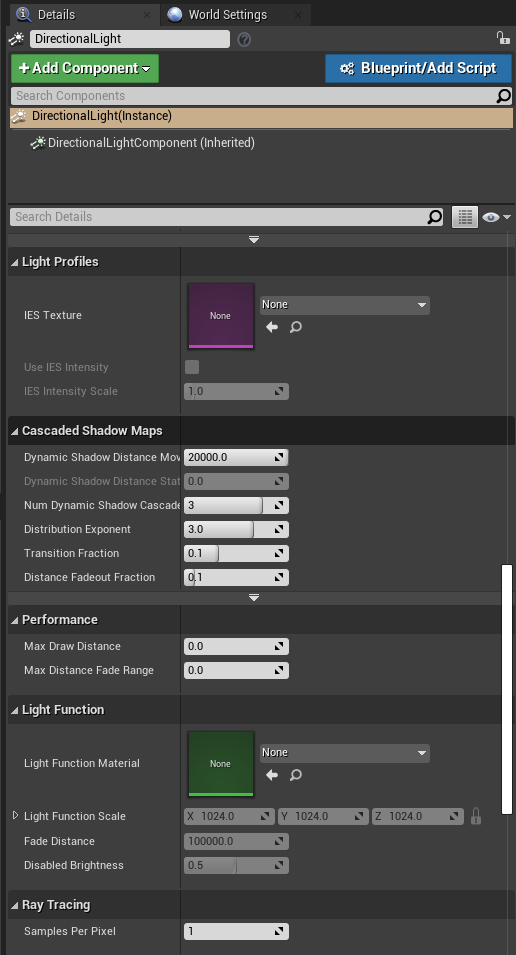 Details
World Settings
DirectionalLight
+Add Component
Blueprint/Add Script
Search Components
DirectionalLight(Instance)
DirectionalLightComponent (Inherited)
Search Details
Light Profiles
IES Texture
None
None
Use IES Intensity
IES Intensity Scale
1.0
Cascaded Shadow Maps
Dynamic Shadow Distance Mov
20000.0
Dynamic Shadow Distance Stat
0.0
Num Dynamic Shadow Cascade
3
Distribution Exponent
3.0
Transition Fraction
0.1
Distance Fadeout Fraction
0.1
Performance
Max Draw Distance
0.0
Max Distance Fade Range
0.0
Light Function
Light Function Material
None
None
Light Function Scale
X 1024.0
Y 1024.0
Z 1024.0
Fade Distance
100000.0
Disabled Brightness
0.5
Ray Tracing
Samples Per Pixel
1